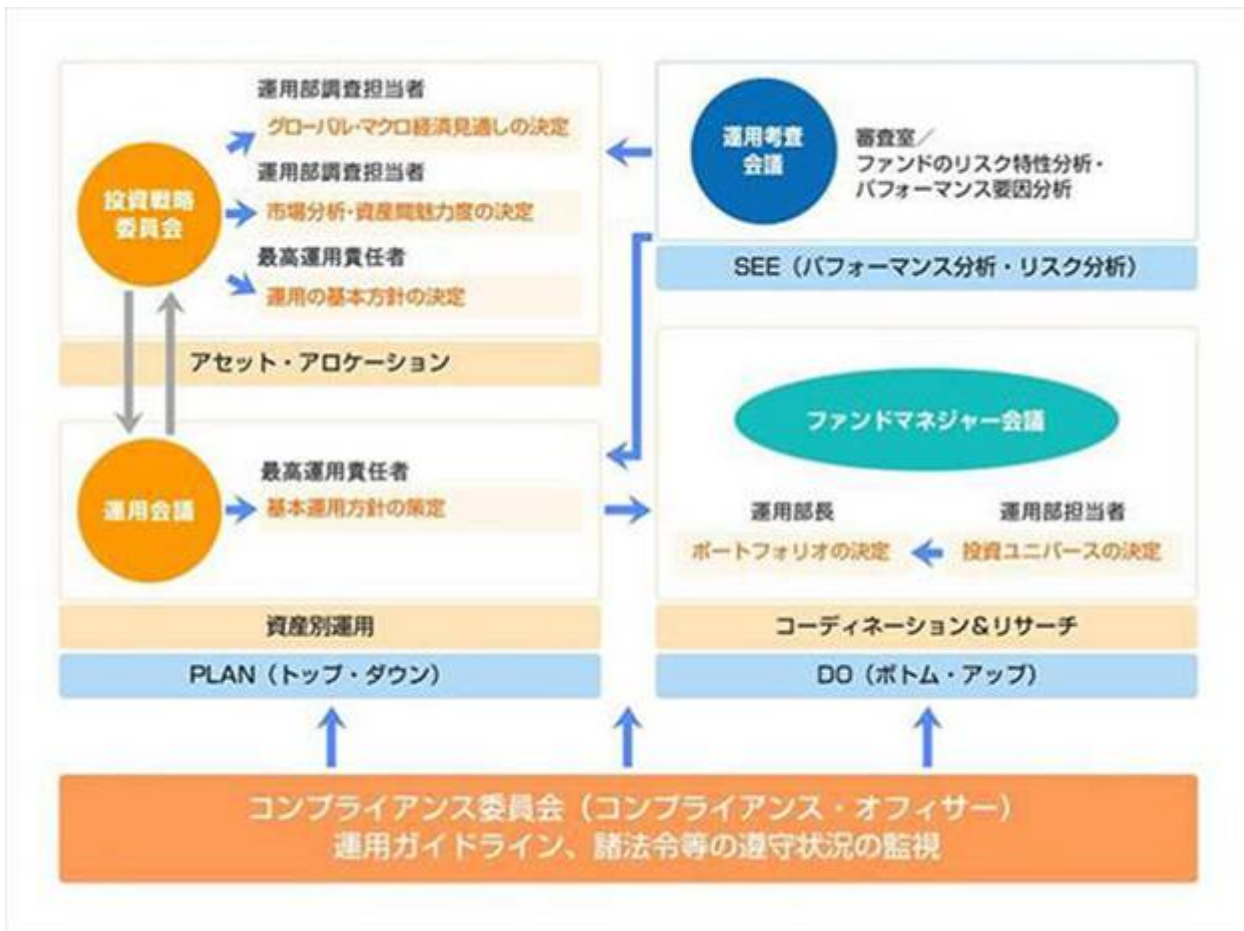 運用部調査担当者
グローバル・マクロ経済見通しの決定
投資戦略
委員会
運用部調査担当者
市場分析・資産間魅力度の決定
最高運用責任者
運用の基本方針の決定
アセット・アロケーション
運用考査
会議
審査室／
ファンドのリスク特性分析・
パフォーマンス要因分析
SEE（パフォーマンス分析・リスク分析）
運用会議
最高運用責任者
基本運用方針の策定
資産別運用
PLAN（トップ・ダウン）
ファンドマネジャー会議
運用部長
ポートフォリオの決定
運用部担当者
投資ユニバースの決定
コーディネーション＆リサーチ
DO（ボトム・アップ）
コンプライアンス委員会（コンプライアンス・オフィサー）
運用ガイドライン、諸法令等の遵守状況の監視